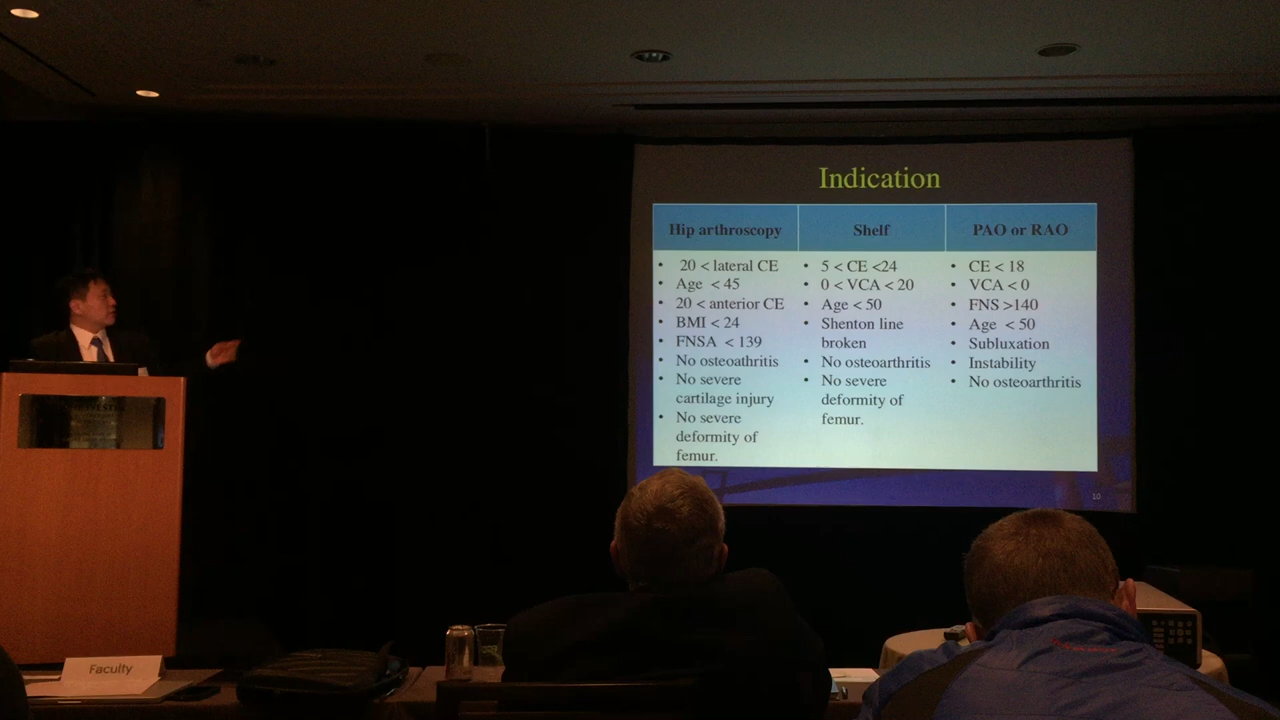 Indication
Hip arthroscopy
Shelf
PAO or RAO
• 20 < lateral CE
• Age < 45
• 20 < anterior CE
• BMI < 24
• FNSA < 139
• No osteoathritis
• No severe
cartilage injury
• No severe
deformity of
femur.
• 5 < CE <24
• 0 < VCA < 20
• Age < 50
• Shenton line
broken
• No osteoarthritis
• No severe
deformity of
femur.
• CE < 18
• VCA < 0
• FNS >140
• Age < 50
• Subluxation
• Instability
• No osteoarthritis
10
Faculty